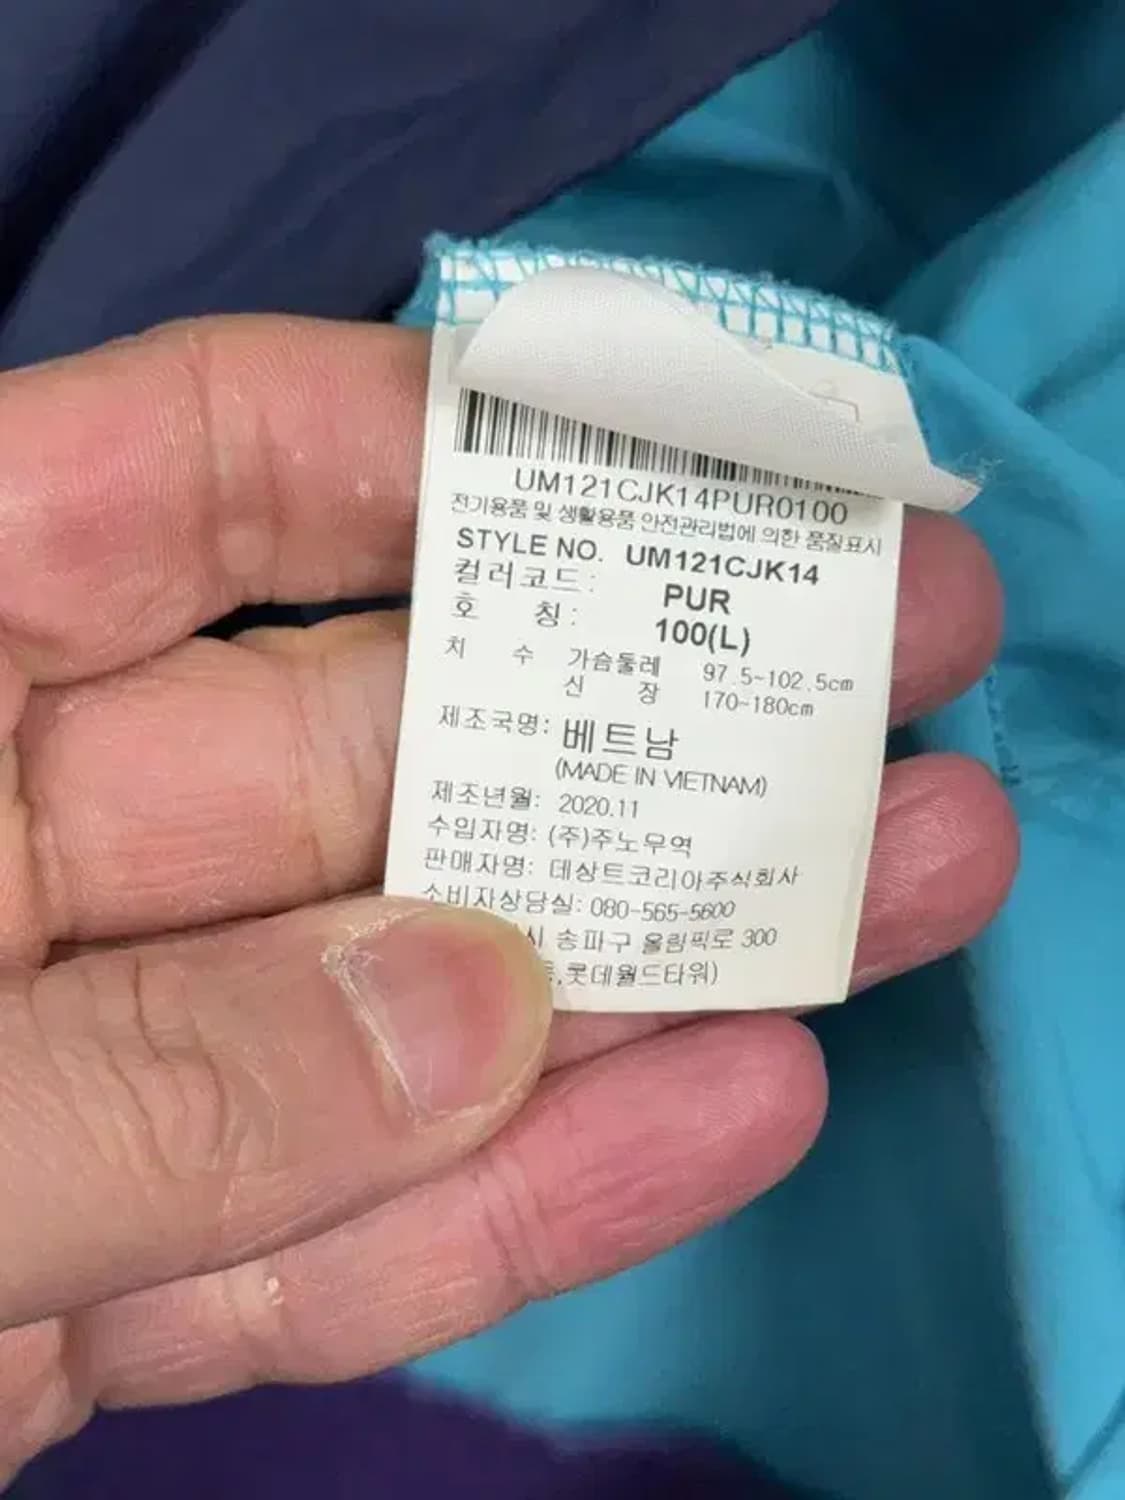 UM121CJK14PUR0100
전기용품 및 생활용품 안전관리법에 의한 품질표시
STYLE NO. UM121CJK14
컬러코드: PUR
호 칭: 100(L)
치 수 가슴둘레 97.5~102.5cm
신 장 170~180cm
제조국명: 베트남
(MADE IN VIETNAM)
제조년월: 2020.11
수입자명: (주)주노무역
판매자명: 데상트코리아주식회사
소비자상담실: 080-565-5600
시 송파구 올림픽로 300
,롯데월드타워)